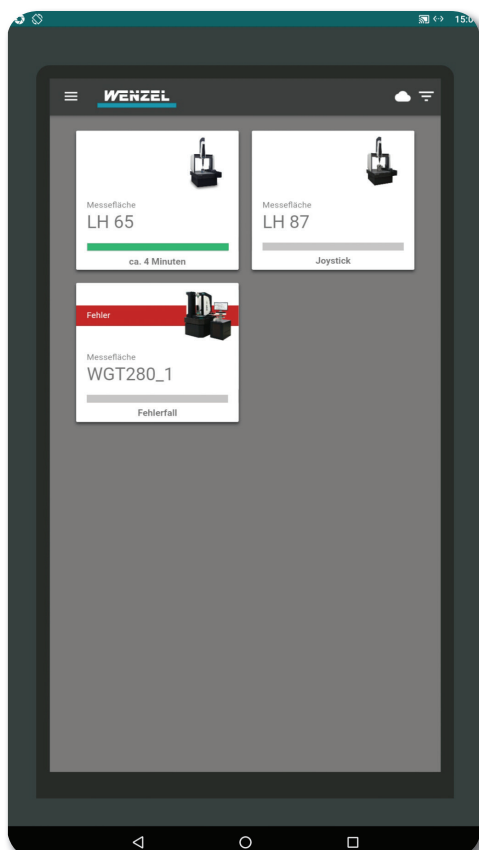 15:0
WENZEL
Messefläche
LH 65
ca. 4 Minuten
Messefläche
LH 87
Joystick
Fehler
Messefläche
WGT280_1
Fehlerfall